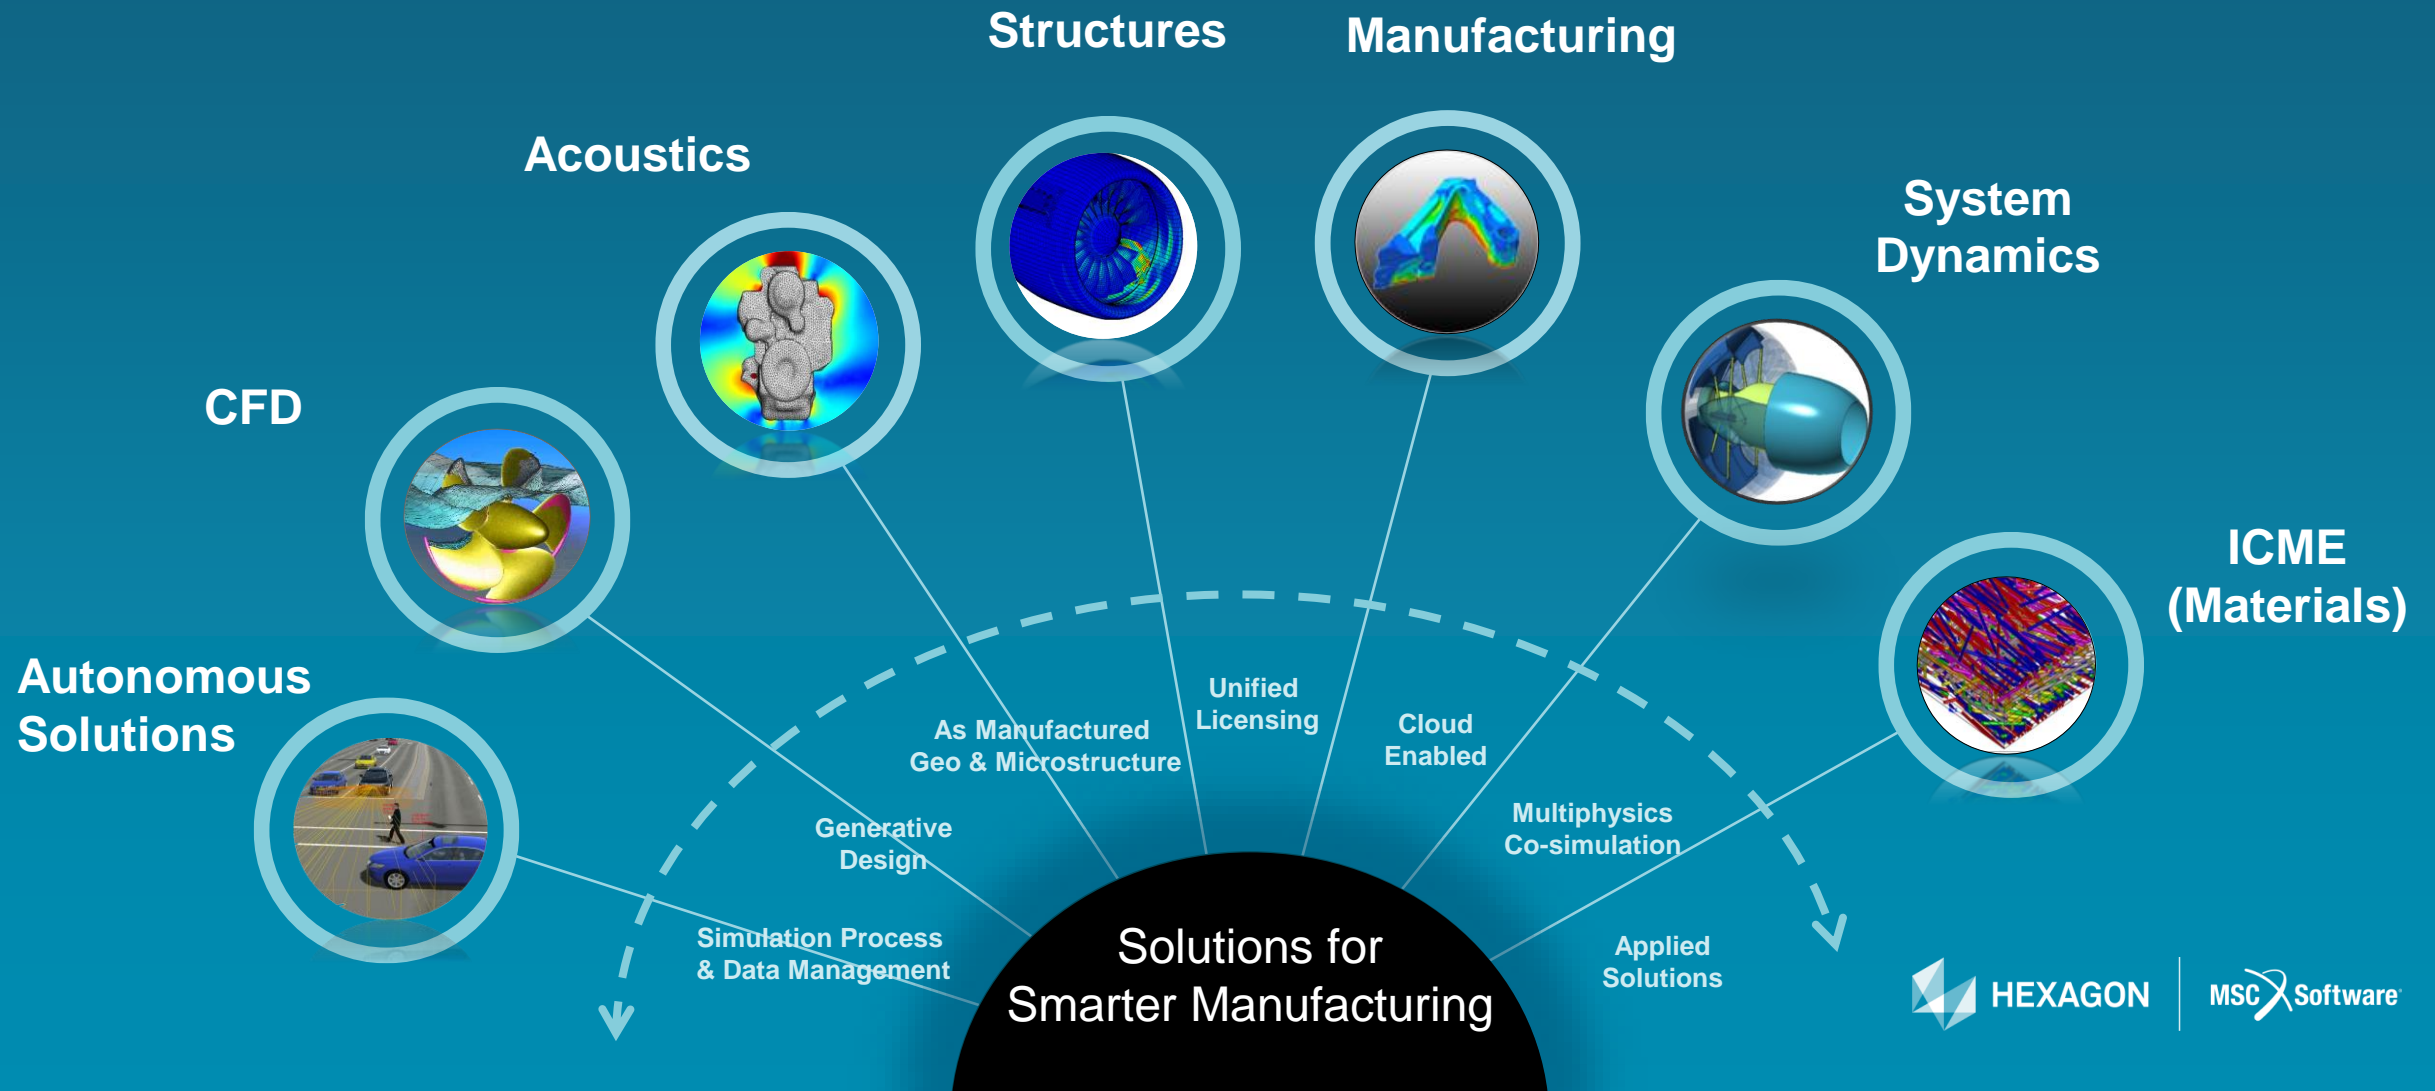 Structures
Manufacturing
Acoustics
System
Dynamics
CFD
ICME
(Materials)
Autonomous
Solutions
Unified
Licensing
As Manufactured
Geo & Microstructure
Cloud
Enabled
Generative
Design
Multiphysics
Co-simulation
Simulation Process
& Data Management
Applied
Solutions
Solutions for
Smarter Manufacturing
HEXAGON
MSC Software